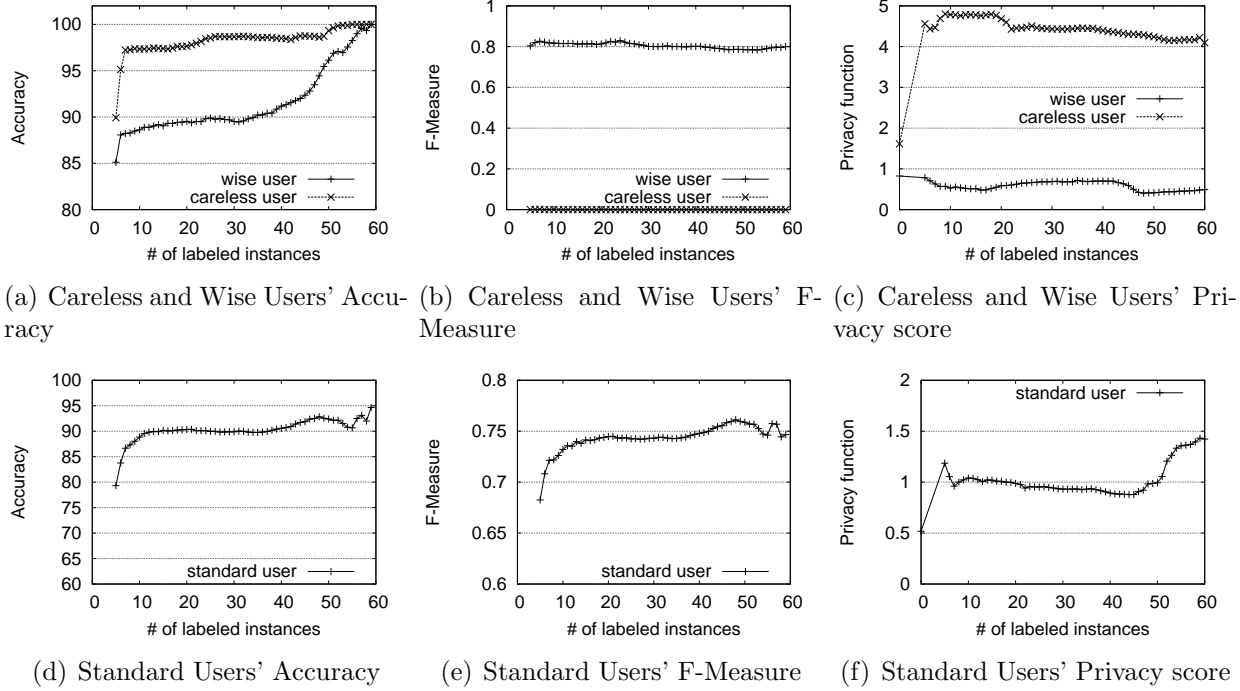 100
95
90
85
80
Accuracy
wise user
careless user
0 10 20 30 40 50 60
# of labeled instances
1
0.8
0.6
0.4
0.2
0
F-Measure
wise user
careless user
0 10 20 30 40 50 60
# of labeled instances
5
4
3
2
1
0
Privacy function
wise user
careless user
0 10 20 30 40 50 60
# of labeled instances
(a) Careless and Wise Users' Accu-
racy
(b) Careless and Wise Users' F-
Measure
(c) Careless and Wise Users' Pri-
vacy score
100
95
90
85
80
75
70
65
60
Accuracy
standard user
0 10 20 30 40 50 60
# of labeled instances
0.8
0.75
0.7
0.65
0.6
F-Measure
standard user
0 10 20 30 40 50 60
# of labeled instances
2
1.5
1
0.5
0
Privacy function
standard user
0 10 20 30 40 50 60
# of labeled instances
(d) Standard Users' Accuracy
(e) Standard Users' F-Measure
(f) Standard Users' Privacy score